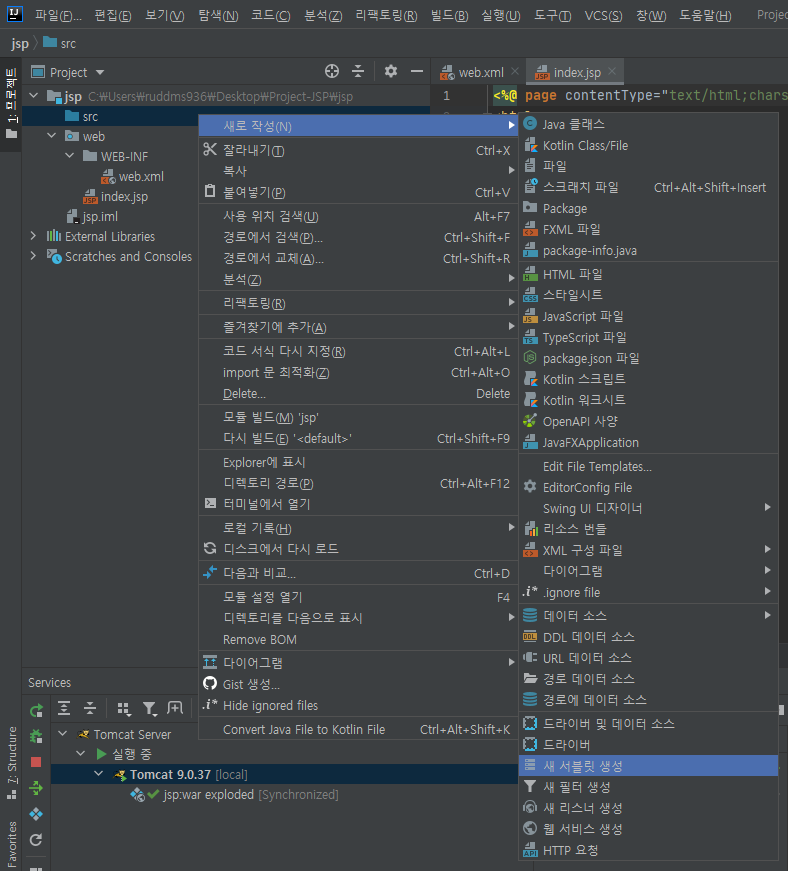 파일(F)... 편집(E) 보기(V) 탐색(N) 코드(C) 분석(Z) 리팩토링(R) 빌드(B) 실행(U) 도구(T) VCS(S) 창(W) 도움말(H) Projec
jsp src
1: 프로젝트
Project
web.xml index.jsp
jsp C:₩Users₩ruddms936₩Desktop₩Project-JSP₩jsp
src
web
WEB-INF
web.xml
index.jsp
jsp.iml
External Libraries
Scratches and Consoles
1 <%@ page contentType="text/html;chars
새로 작성(N)
잘라내기(T) Ctrl+X
복사
붙여넣기(P) Ctrl+V
사용 위치 검색(U) Alt+F7
경로에서 검색(P)... Ctrl+Shift+F
경로에서 교체(A)... Ctrl+Shift+R
분석(Z)
리팩토링(R)
즐겨찾기에 추가(A)
코드 서식 다시 지정(R) Ctrl+Alt+L
import 문 최적화(Z) Ctrl+Alt+O
Delete... Delete
모듈 빌드(M) 'jsp'
다시 빌드(E) '<default>' Ctrl+Shift+F9
Explorer에 표시
디렉토리 경로(P) Ctrl+Alt+F12
터미널에서 열기
로컬 기록(H)
디스크에서 다시 로드
다음과 비교... Ctrl+D
모듈 설정 열기 F4
디렉토리를 다음으로 표시
Remove BOM
다이어그램
Gist 생성...
Hide ignored files
Convert Java File to Kotlin File Ctrl+Alt+Shift+K
Java 클래스
Kotlin Class/File
파일
스크래치 파일 Ctrl+Alt+Shift+Insert
Package
FXML 파일
package-info.java
HTML 파일
스타일시트
JavaScript 파일
TypeScript 파일
package.json 파일
Kotlin 스크립트
Kotlin 워크시트
OpenAPI 사양
JavaFXApplication
Edit File Templates...
EditorConfig File
Swing UI 디자이너
리소스 번들
XML 구성 파일
다이어그램
.ignore file
데이터 소스
DDL 데이터 소스
URL 데이터 소스
경로 데이터 소스
경로에 데이터 소스
드라이버 및 데이터 소스
드라이버
새 서블릿 생성
새 필터 생성
새 리스너 생성
웹 서비스 생성
HTTP 요청
Services
Tomcat Server
실행 중
Tomcat 9.0.37 [local]
jsp:war exploded [Synchronized]
7: Structure
Favorites